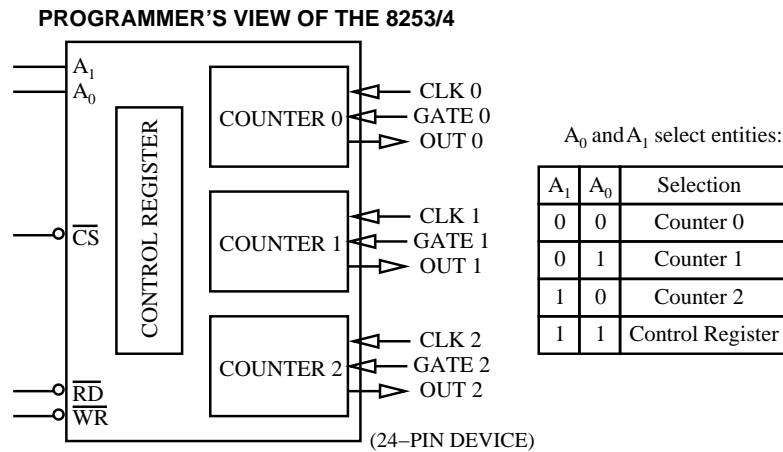 PROGRAMMER'S VIEW OF THE 8253/4
A1
A0
CS
RD
WR
CONTROL REGISTER
COUNTER 0
CLK 0
GATE 0
OUT 0
COUNTER 1
CLK 1
GATE 1
OUT 1
COUNTER 2
CLK 2
GATE 2
OUT 2
(24–PIN DEVICE)
A0 and A1 select entities:
A1 A0 Selection
0 0 Counter 0
0 1 Counter 1
1 0 Counter 2
1 1 Control Register